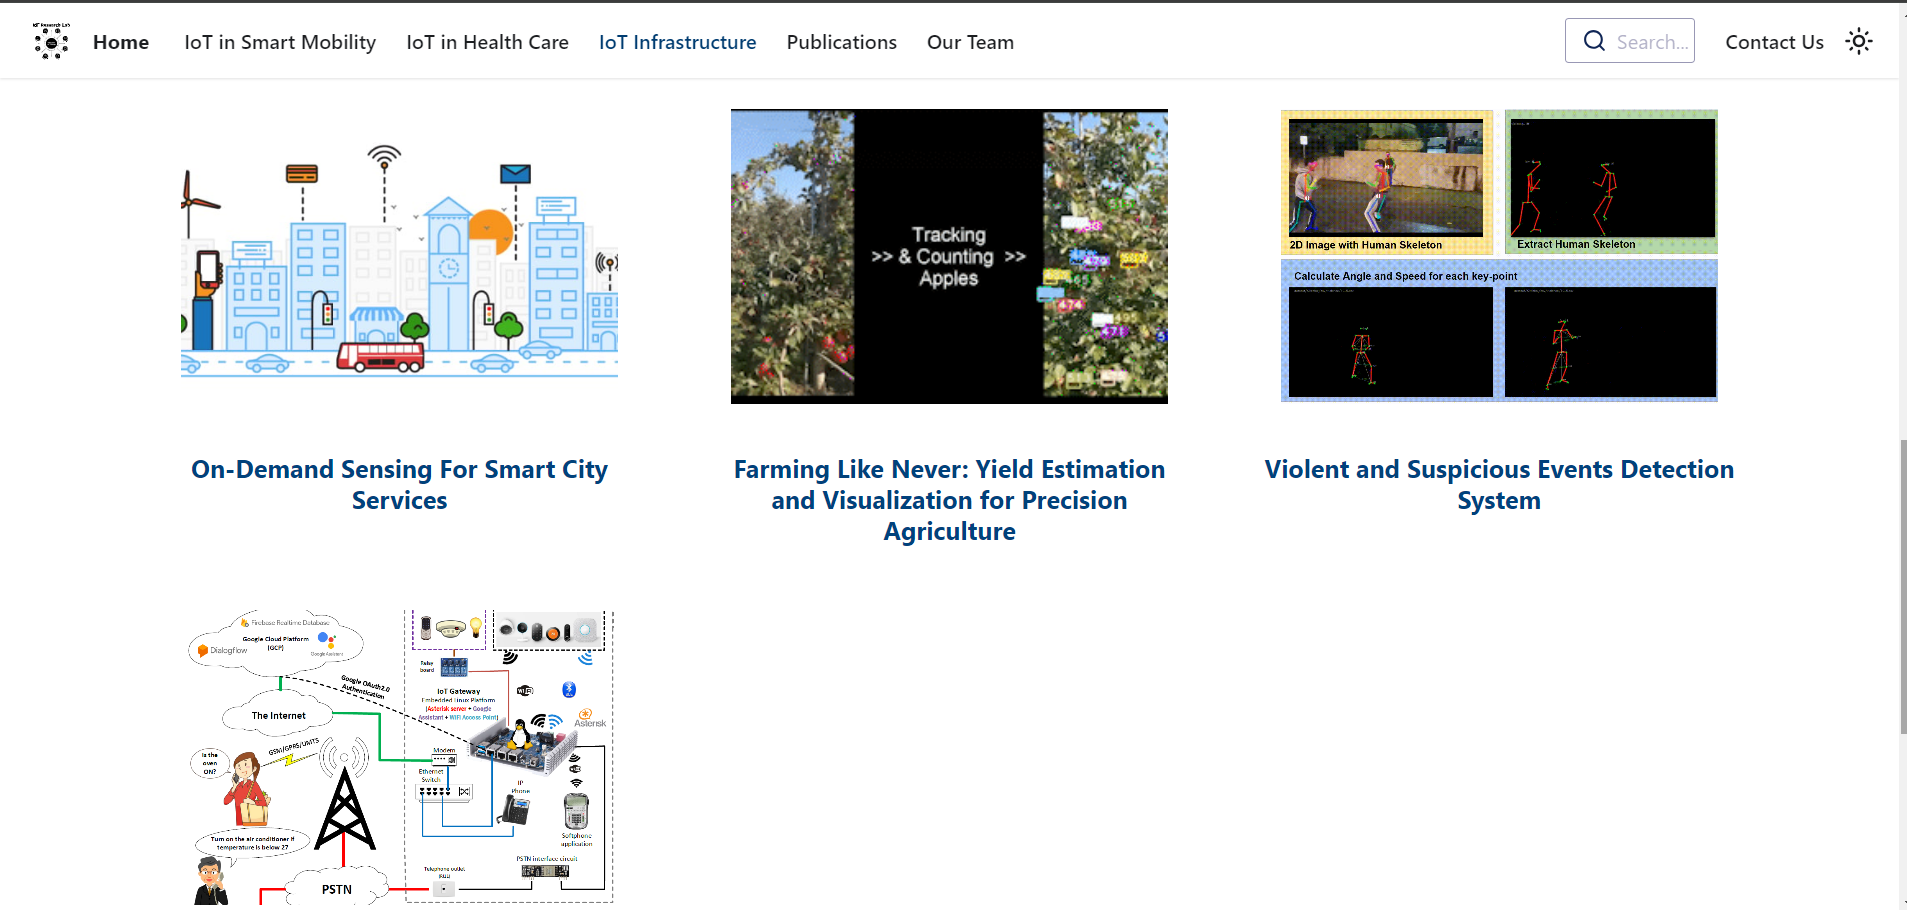 IoT Research Lab
Home
IoT in Smart Mobility
IoT in Health Care
IoT Infrastructure
Publications
Our Team
Search...
Contact Us
Tracking
>> & Counting >>
Apples
474
2D Image with Human Skeleton
Extract Human Skeleton
Calculate Angle and Speed for each key-point
On-Demand Sensing For Smart City
Services
Farming Like Never: Yield Estimation
and Visualization for Precision
Agriculture
Violent and Suspicious Events Detection
System
Firebase Realtime Database
Google Cloud Platform
(GCP)
Dialogflow
Google Assistant
Google OAuth2.0
Authentication
The Internet
GSM/GPRS/UMTS
Is the
oven
ON?
Turn on the air conditioner if
temperature is below 27
PSTN
Relay
board
IoT Gateway
Embedded Linux Platform
(Asterisk server + Google
Assistant + WiFi Access Point)
WiFi
Asterisk
Modem
Ethernet
Switch
IP
Phone
Softphone
application
PSTN interface circuit
Telephone outlet
RJ11